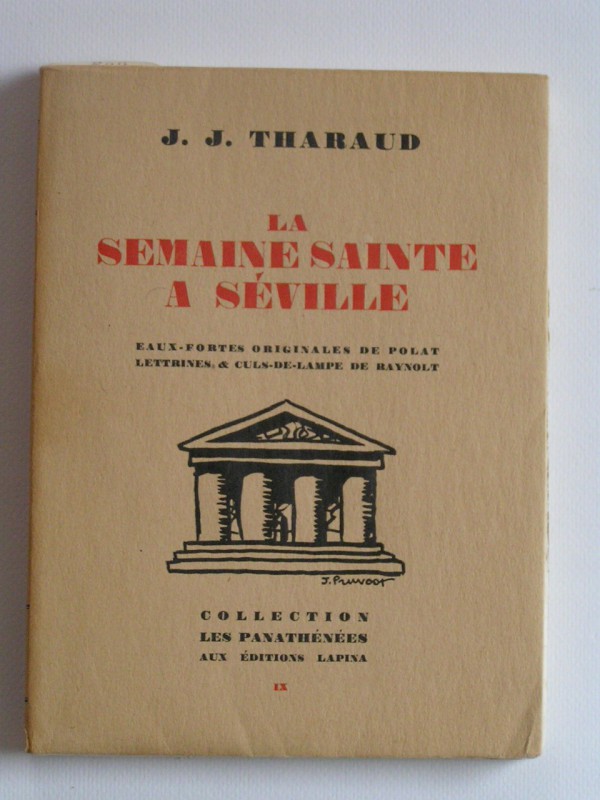 J. J. THARAUD
LA
SEMAINE SAINTE
A SÉVILLE
EAUX-FORTES ORIGINALES DE POLAT
LETTRINES, & CULS-DE-LAMPE DE RAYNOLT
J. Pruvost
COLLECTION
LES PANATHÉNÉES
AUX ÉDITIONS LAPINA
IX